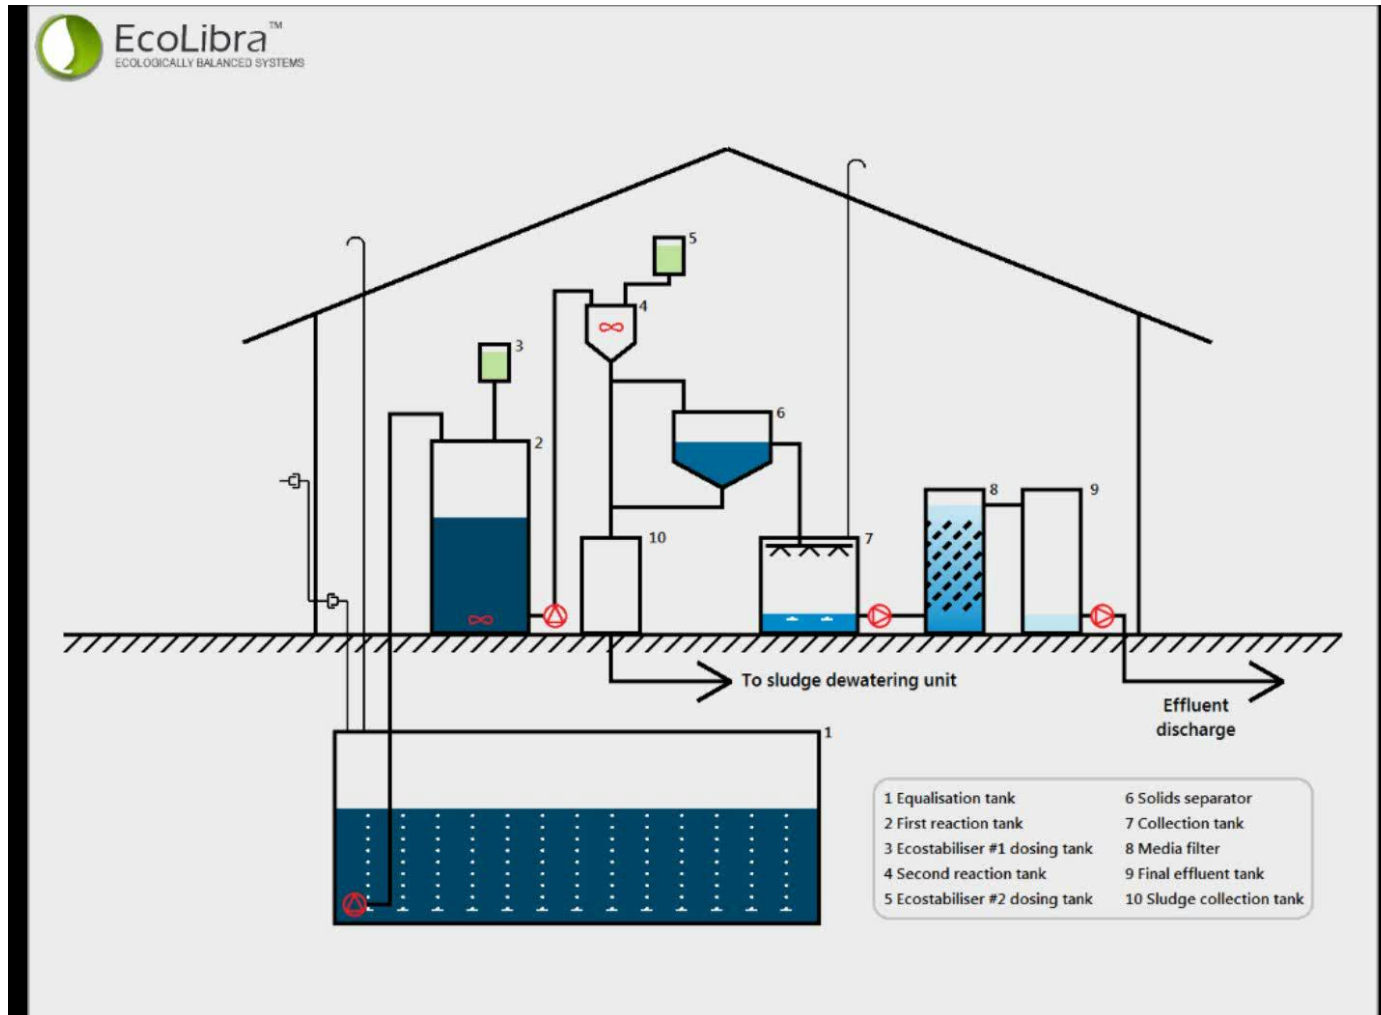 EcoLibra™
ECOLOGICALLY BALANCED SYSTEMS
5
4
3
6
2
8
9
10
7
To sludge dewatering unit
Effluent
discharge
1
1 Equalisation tank
2 First reaction tank
3 Ecostabiliser #1 dosing tank
4 Second reaction tank
5 Ecostabiliser #2 dosing tank
6 Solids separator
7 Collection tank
8 Media filter
9 Final effluent tank
10 Sludge collection tank